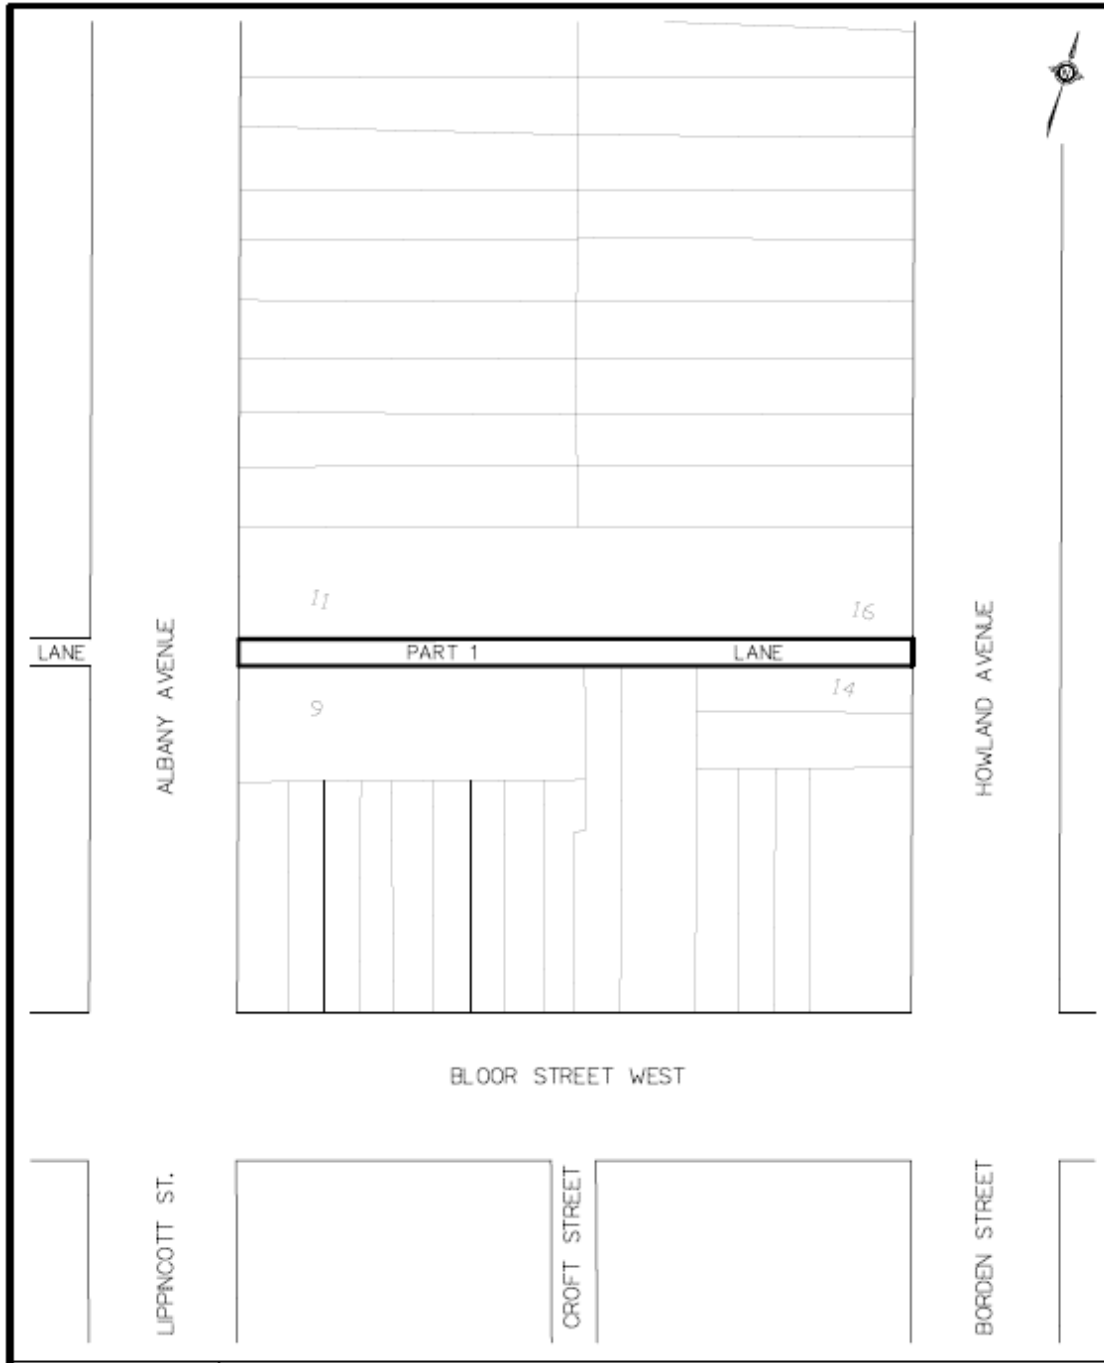 11
16
LANE
PART 1
LANE
ALBANY AVENUE
HOWLAND AVENUE
9
14
BLOOR STREET WEST
LIPPINCOTT ST.
CROFT STREET
BORDEN STREET